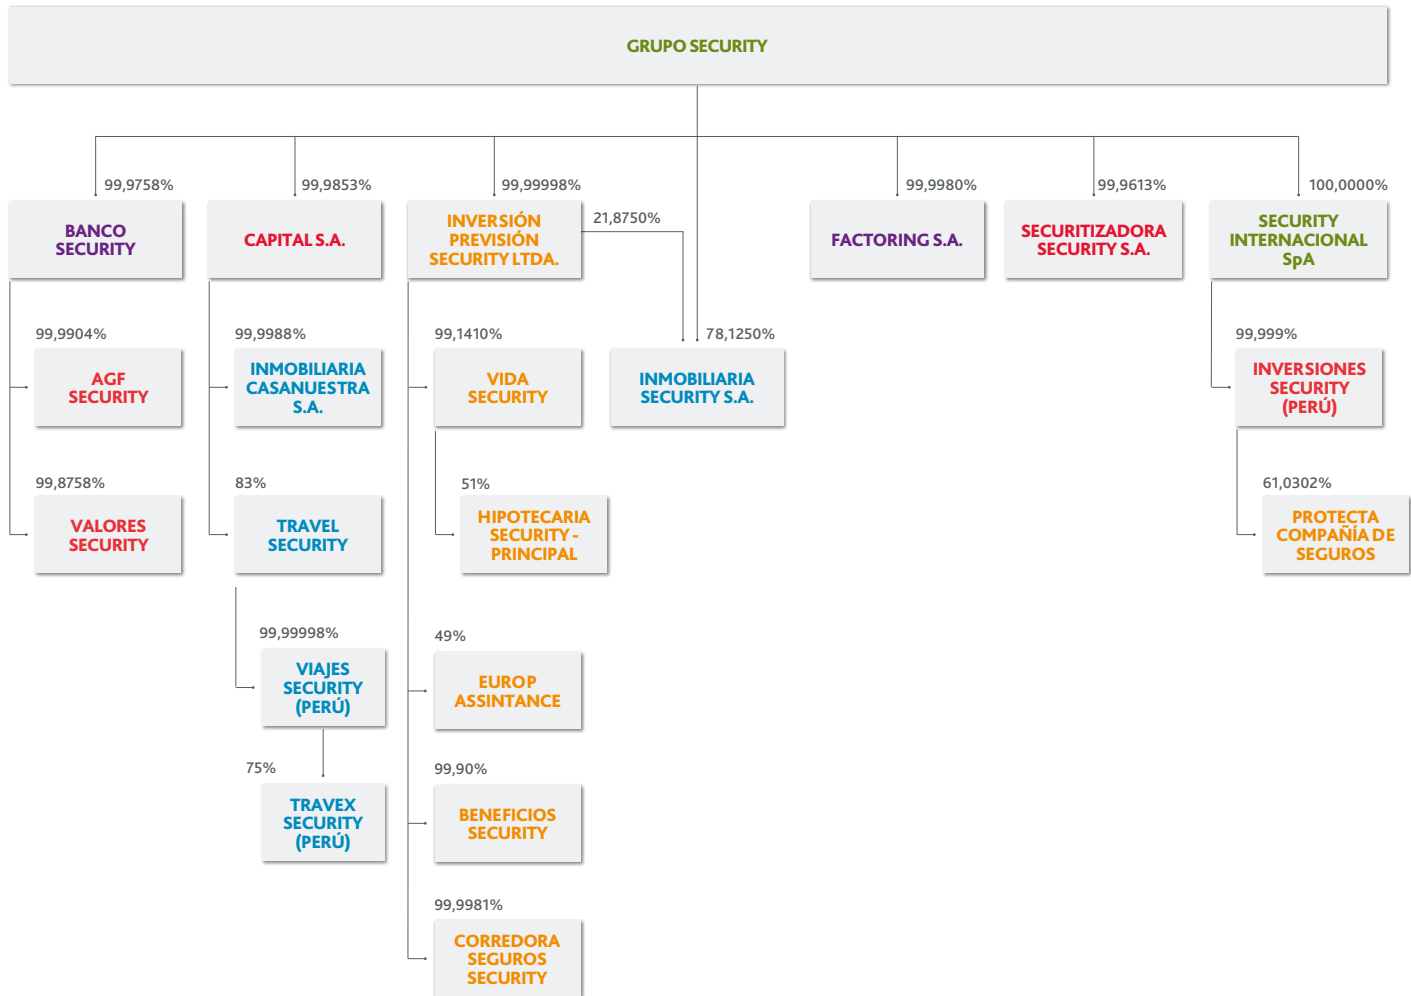 GRUPO SECURITY
99,9758%
99,9853%
99,99998%
99,9980%
99,9613%
100,0000%
BANCO
SECURITY
CAPITAL S.A.
INVERSIÓN
PREVISIÓN
SECURITY LTDA.
21,8750%
FACTORING S.A.
SECURITIZADORA
SECURITY S.A.
SECURITY
INTERNACIONAL
SpA
99,9904%
99,9988%
99,1410%
78,1250%
99,999%
AGF
SECURITY
INMOBILIARIA
CASANUESTRA
S.A.
VIDA
SECURITY
INMOBILIARIA
SECURITY S.A.
INVERSIONES
SECURITY
(PERÚ)
99,8758%
83%
51%
61,0302%
VALORES
SECURITY
TRAVEL
SECURITY
HIPOTECARIA
SECURITY -
PRINCIPAL
PROTECTA
COMPAÑÍA DE
SEGUROS
99,99998%
49%
VIAJES
SECURITY
(PERÚ)
EUROP
ASSINTANCE
75%
99,90%
TRAVEX
SECURITY
(PERÚ)
BENEFICIOS
SECURITY
99,9981%
CORREDORA
SEGUROS
SECURITY